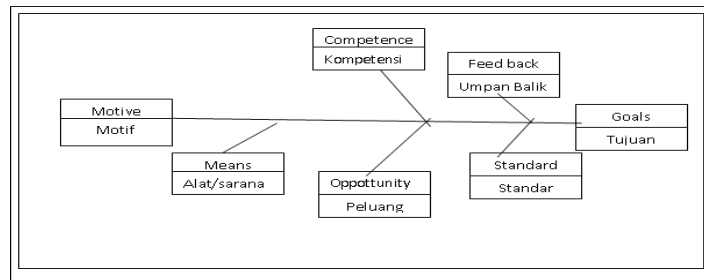 Competence
Kompetensi
Feed back
Umpan Balik
Motive
Motif
Goals
Tujuan
Means
Alat/sarana
Oppottunity
Peluang
Standard
Standar